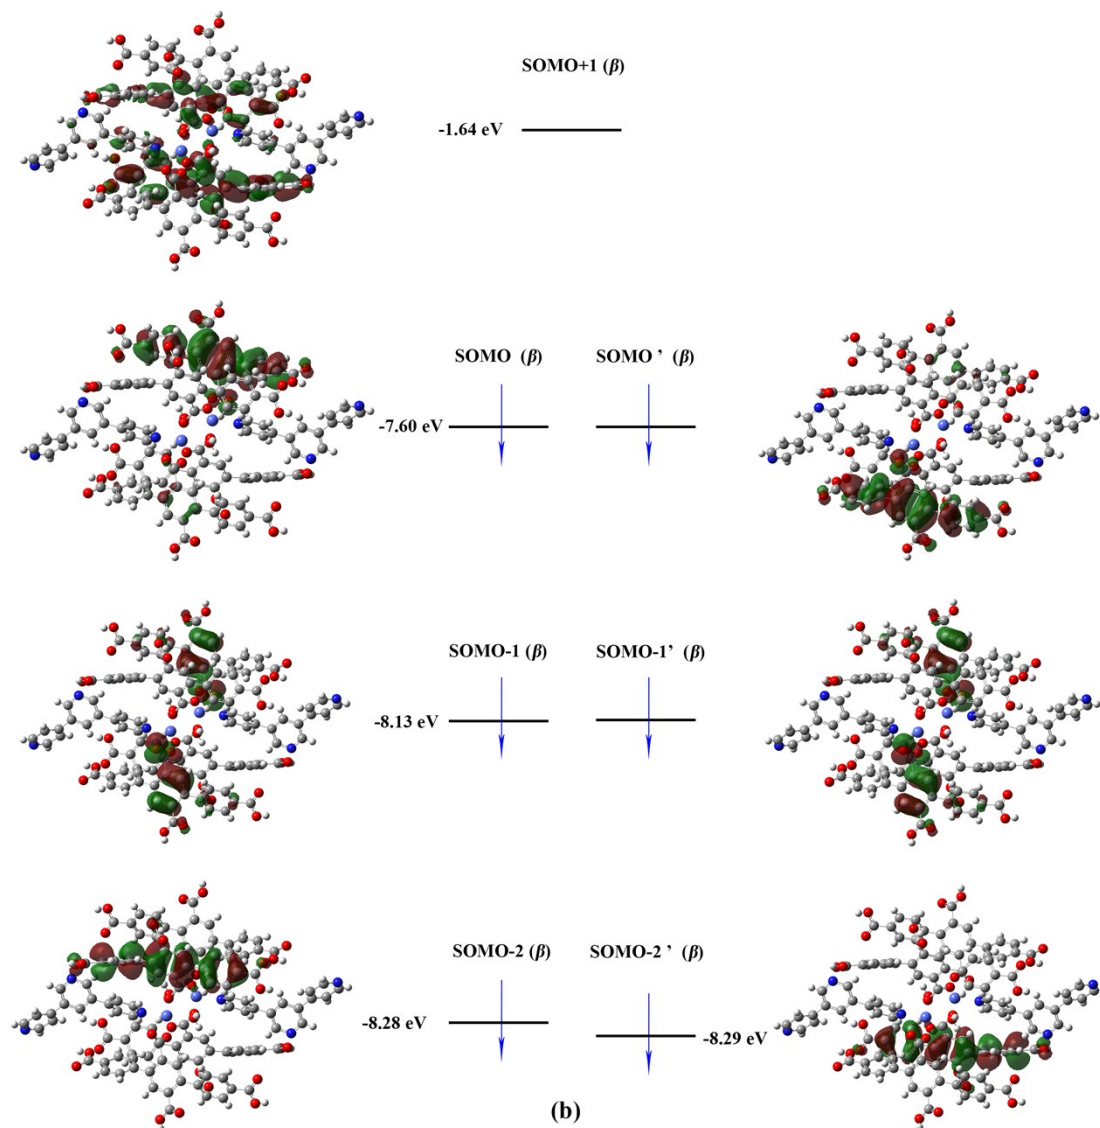 SOMO+1 (β)
-1.64 eV
SOMO (β) SOMO ' (β)
-7.60 eV
SOMO-1 (β) SOMO-1' (β)
-8.13 eV
SOMO-2 (β) SOMO-2 ' (β)
-8.28 eV
-8.29 eV
(b)